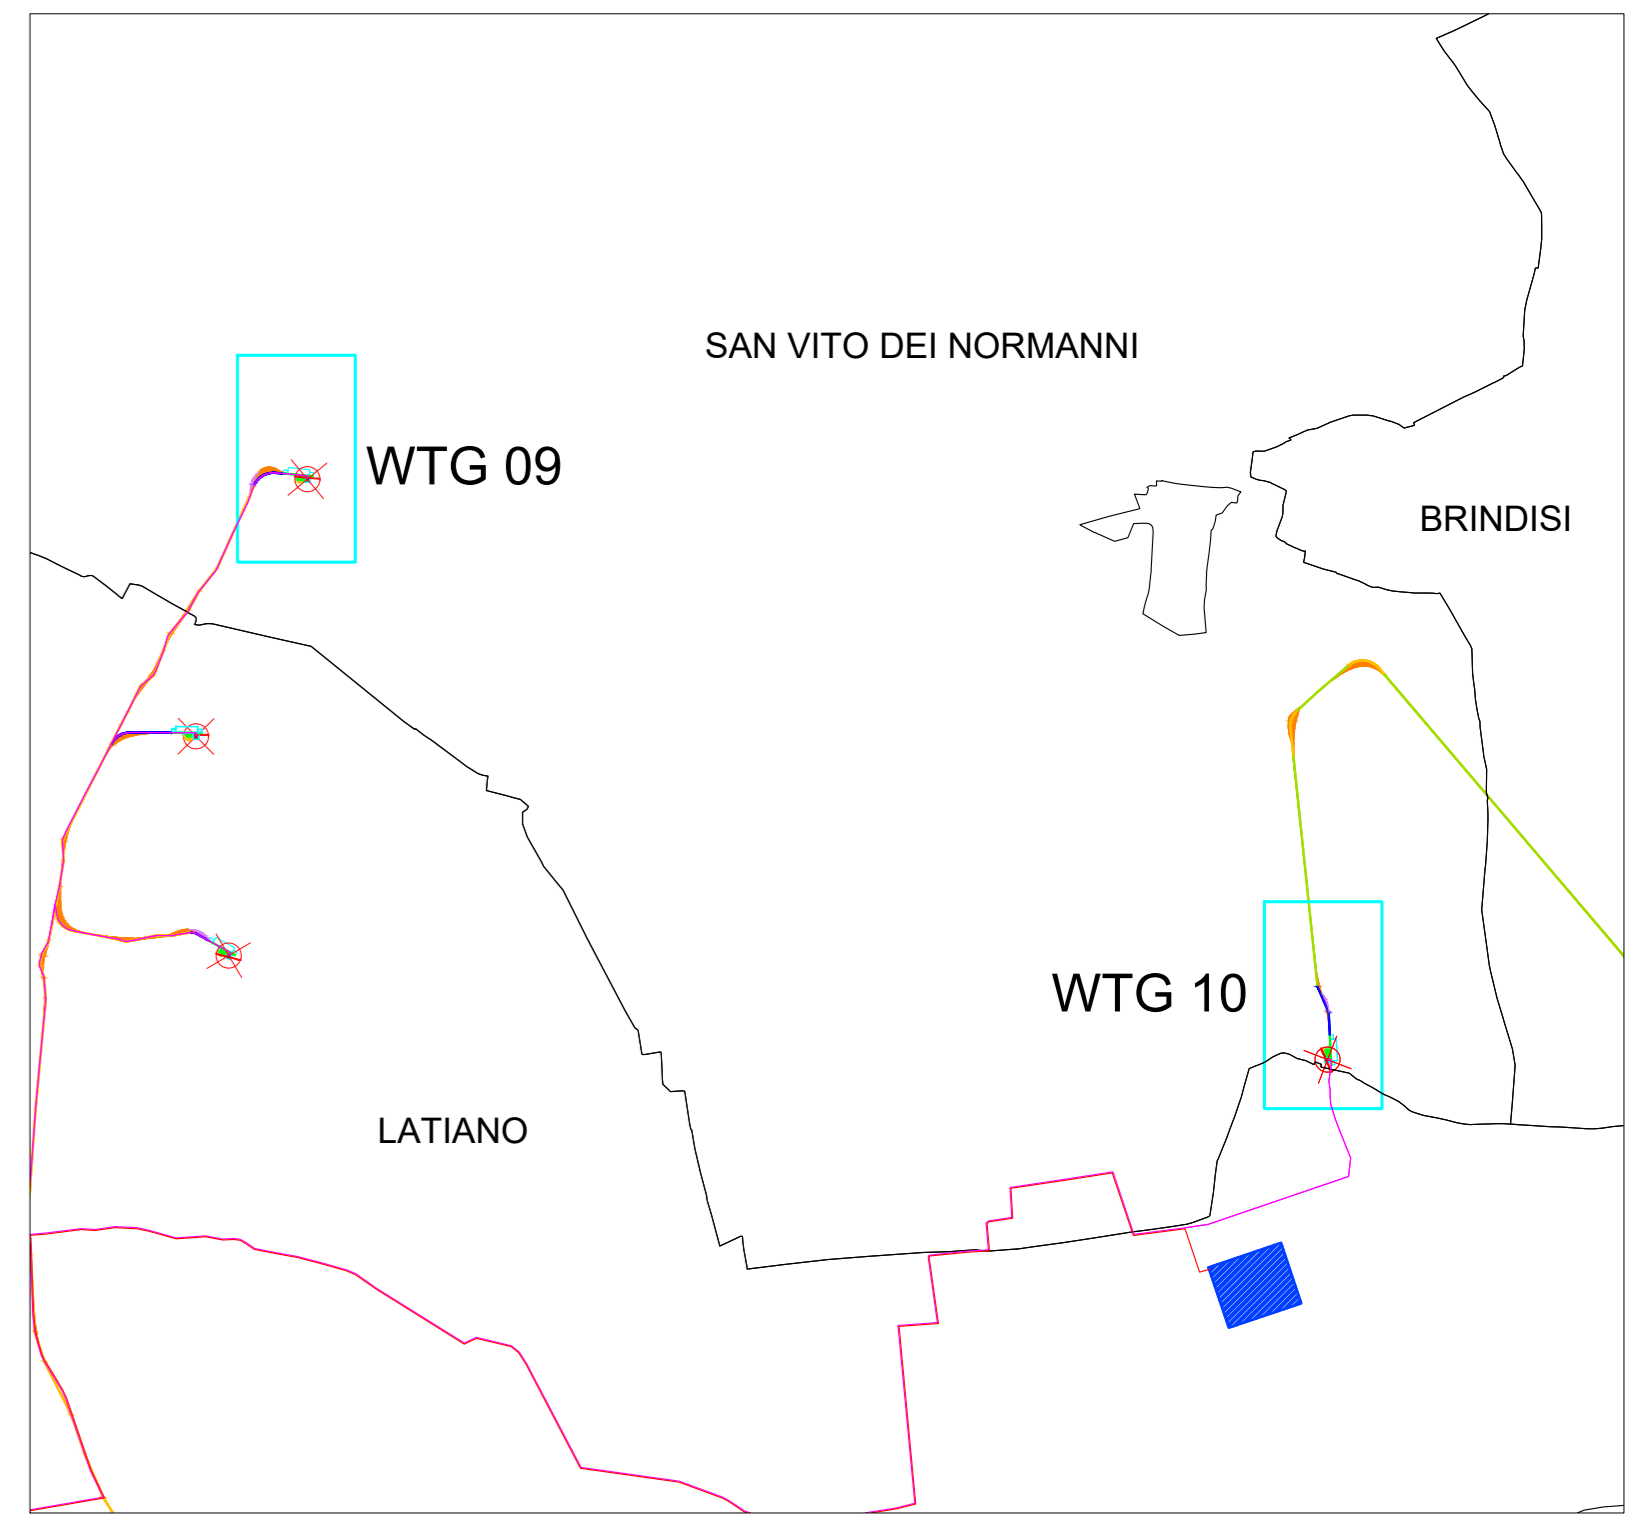 SAN VITO DEI NORMANNI
WTG 09
BRINDISI
WTG 10
LATIANO